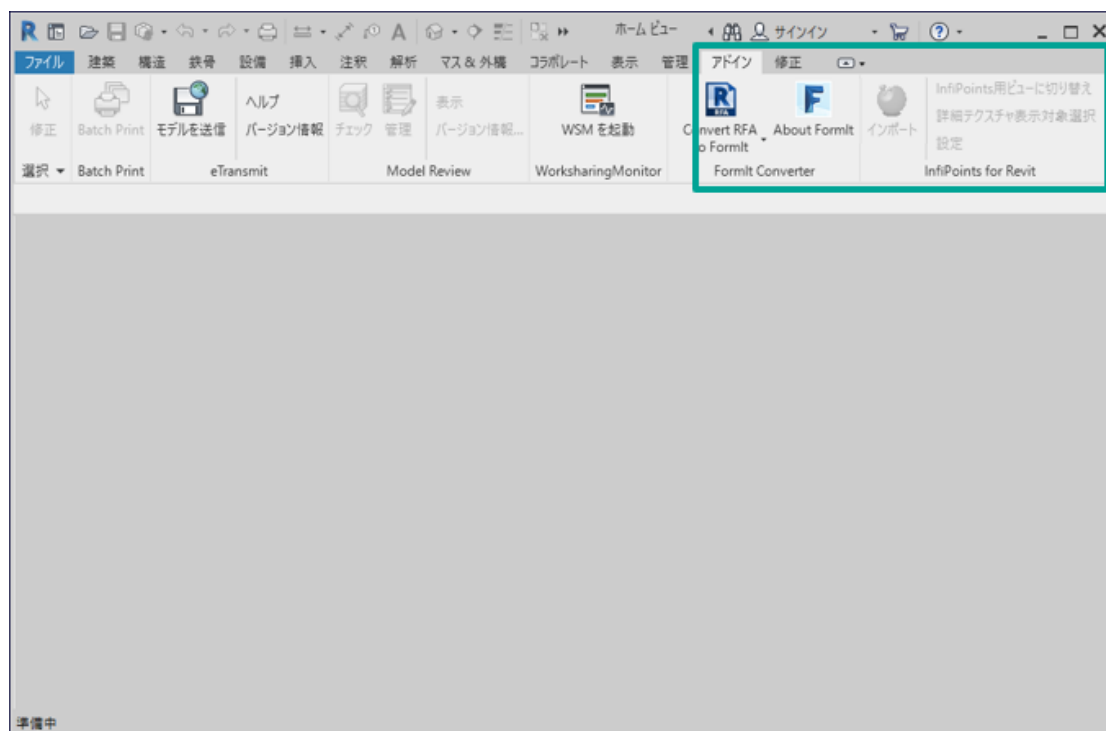 R A ホーム ビュー サインイン ?
ファイル 建築 構造 鉄骨 設備 挿入 注釈 解析 マス & 外構 コラボレート 表示 管理 アドイン 修正
修正 Batch Print モデルを送信 ヘルプ バージョン情報 チェック 管理 表示 バージョン情報... WSM を起動 Convert RFA to FormIt About FormIt インポート InfiPoints用ビューに切り替え
詳細テクスチャ表示対象選択
設定
選択 Batch Print eTransmit Model Review WorksharingMonitor FormIt Converter InfiPoints for Revit
準備中